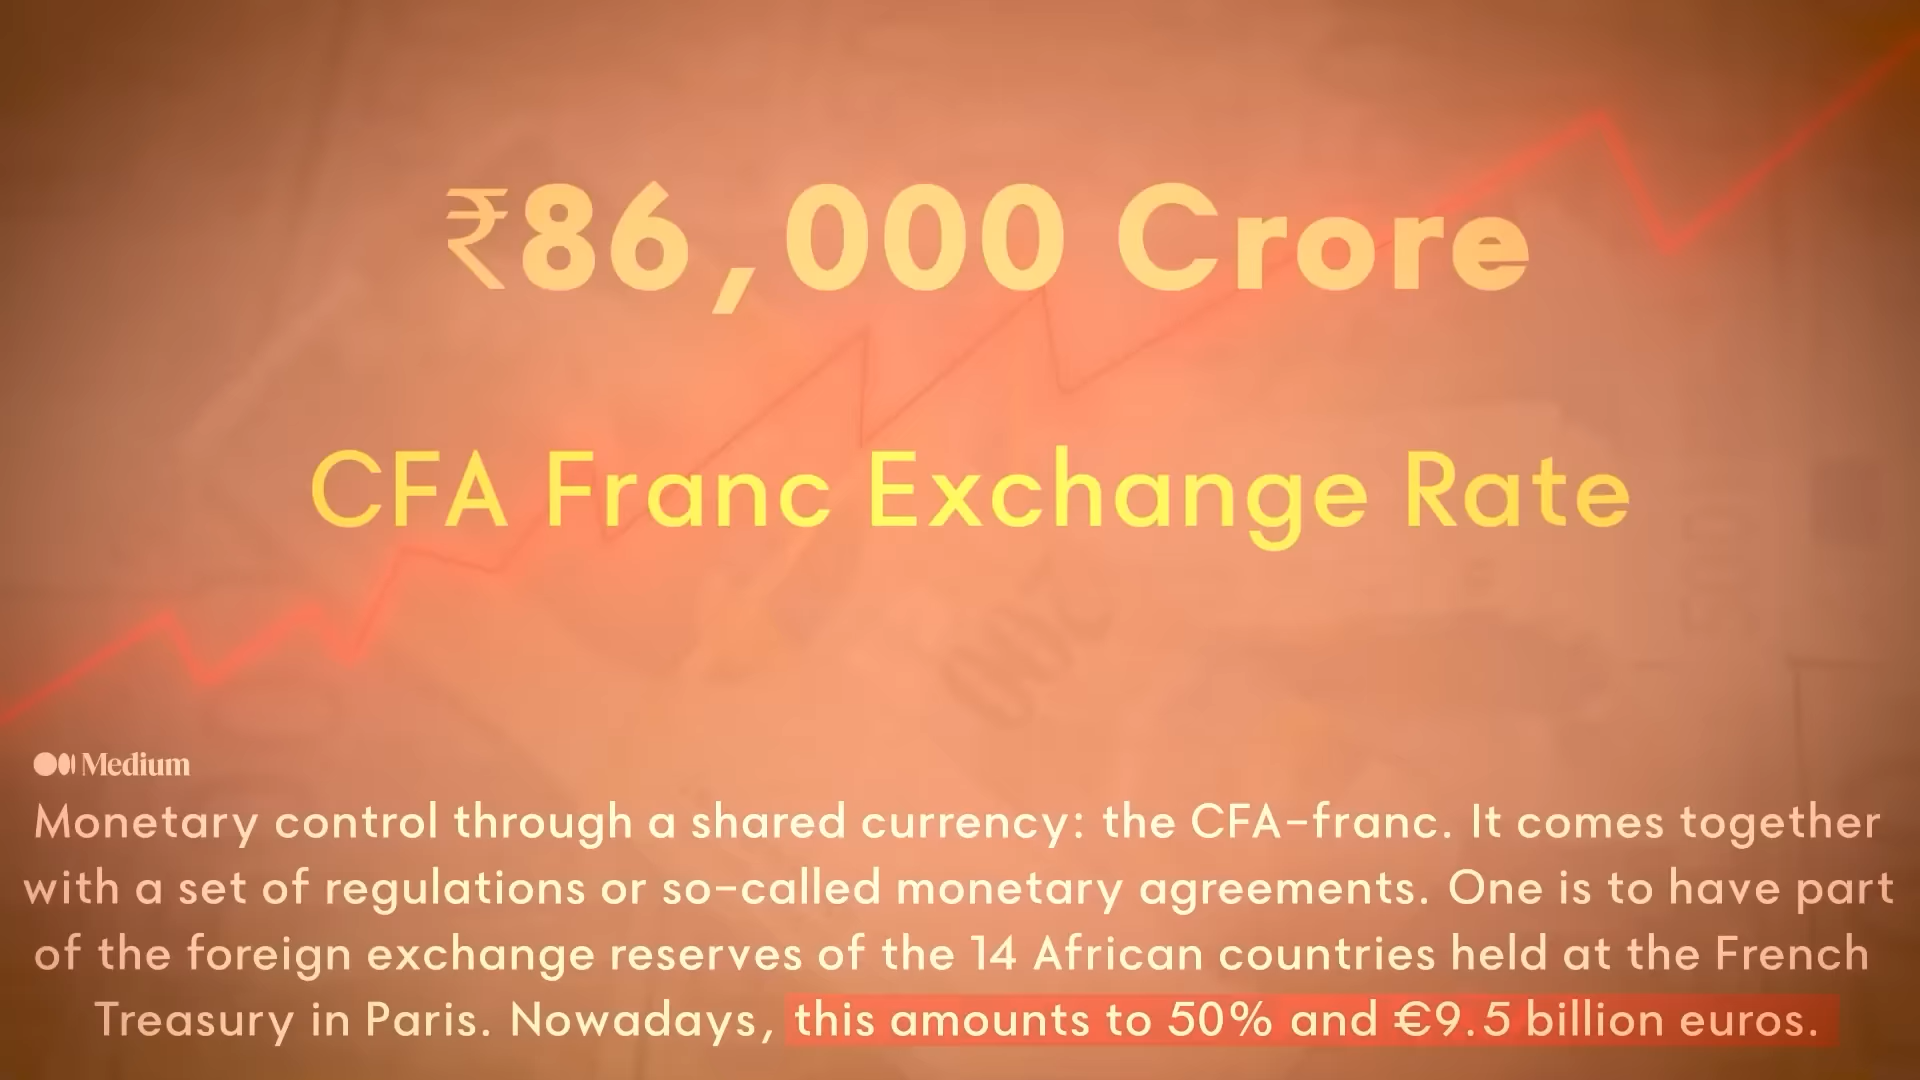 ₹86,000 Crore
CFA Franc Exchange Rate
Medium
Monetary control through a shared currency: the CFA-franc. It comes together
with a set of regulations or so-called monetary agreements. One is to have part
of the foreign exchange reserves of the 14 African countries held at the French
Treasury in Paris. Nowadays, this amounts to 50% and €9.5 billion euros.